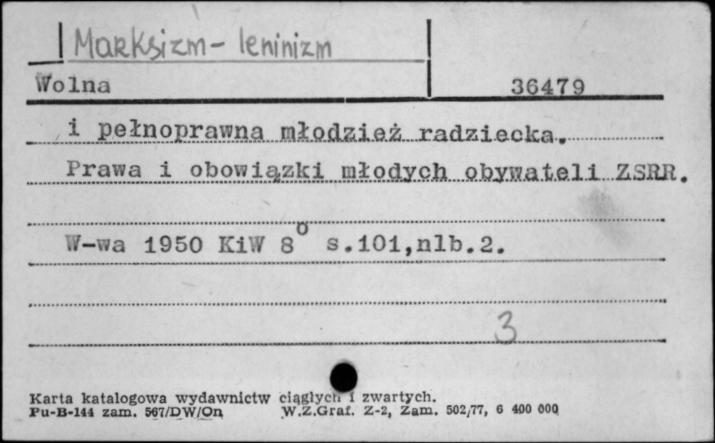 Marksizm - leninizm
Wolna 36479
i pełnoprawna młodzież radziecka.
Prawa i obowiązki młodych obywateli ZSRR.
W-wa 1950 KiW 8° s.101,nlb.2.
3
Karta katalogowa wydawnictw ciągłych i zwartych.
Pu-B-144 zam. 567/DW/On W.Z.Graf. Z-2, Zam. 502/77, 6 400 000